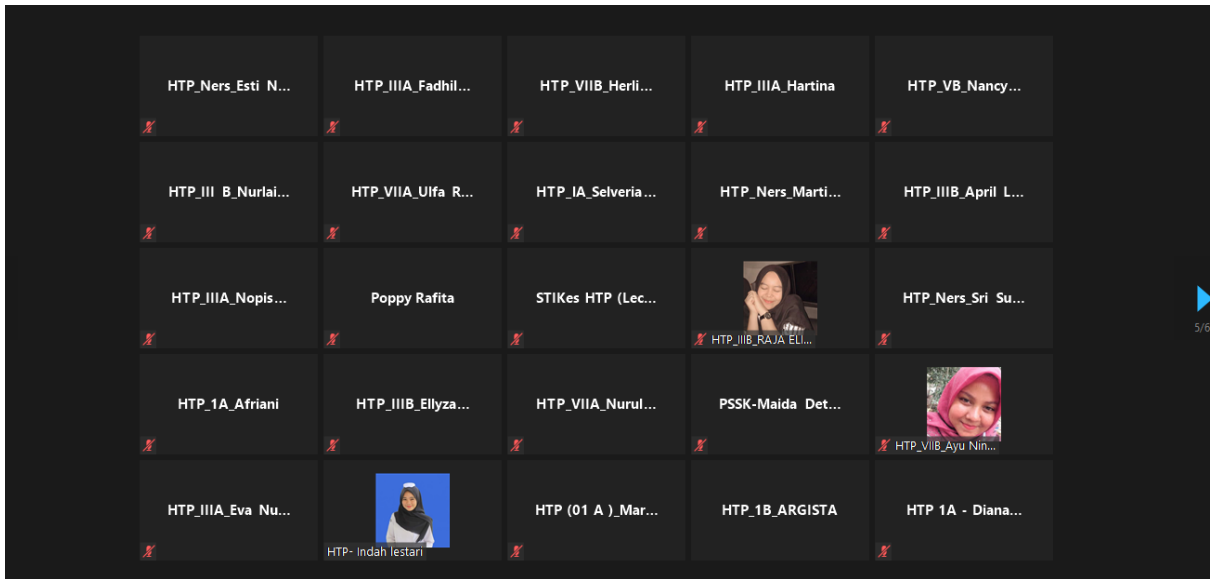 HTP_Ners_Esti N...
HTP_IIIA_Fadhil...
HTP_VIIB_Herli...
HTP_IIIA_Hartina
HTP_VB_Nancy...
HTP_III B_Nurlai...
HTP_VIIA_Ulfa R...
HTP_IA_Selveria...
HTP_Ners_Marti...
HTP_IIIB_April L...
HTP_IIIA_Nopis...
Poppy Rafita
STIKes HTP (Lec...
HTP_IIIB_RAJA ELI...
HTP_Ners_Sri Su...
HTP_1A_Afriani
HTP_IIIB_Ellyza...
HTP_VIIA_Nurul...
PSSK-Maida Det...
HTP_VIIB_Ayu Nin...
HTP_IIIA_Eva Nu...
HTP- Indah lestari
HTP (01 A )_Mar...
HTP_1B_ARGISTA
HTP 1A - Diana...
5/6